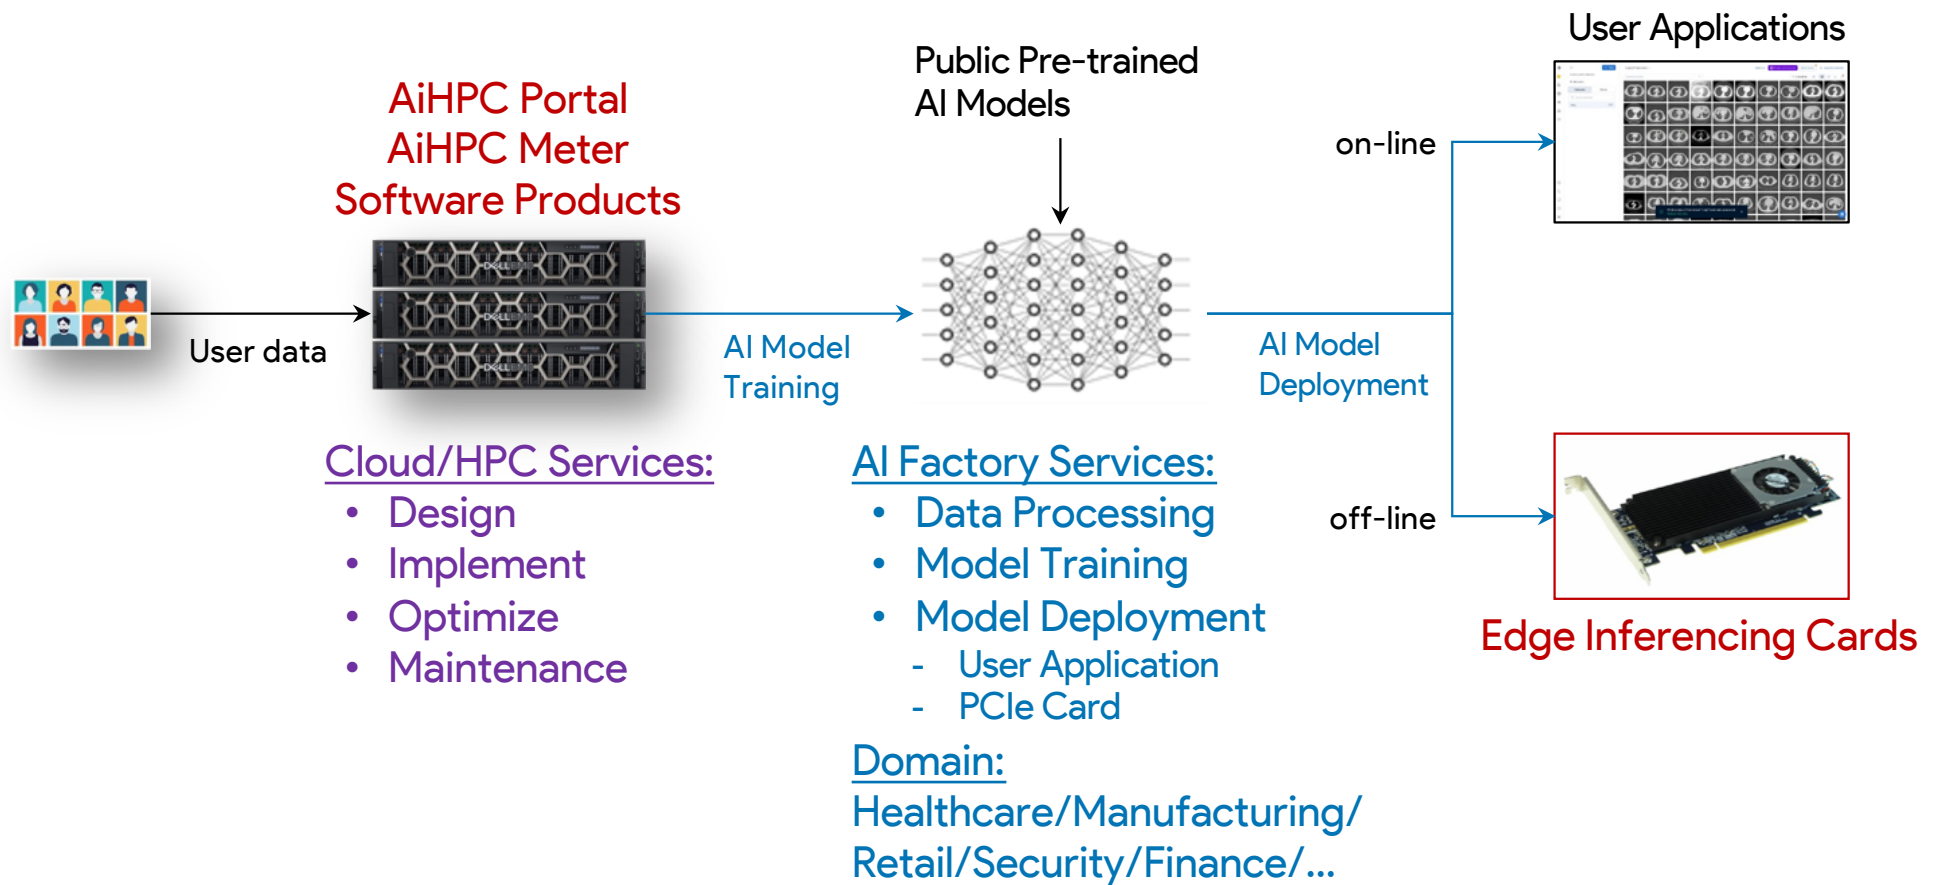 User Applications
Public Pre-trained
AI Models
AiHPC Portal
AiHPC Meter
Software Products
on-line
User data
AI Model
Training
AI Model
Deployment
Cloud/HPC Services:
• Design
• Implement
• Optimize
• Maintenance
AI Factory Services:
• Data Processing
• Model Training
• Model Deployment
- User Application
- PCIe Card
Domain:
Healthcare/Manufacturing/
Retail/Security/Finance/...
off-line
Edge Inferencing Cards